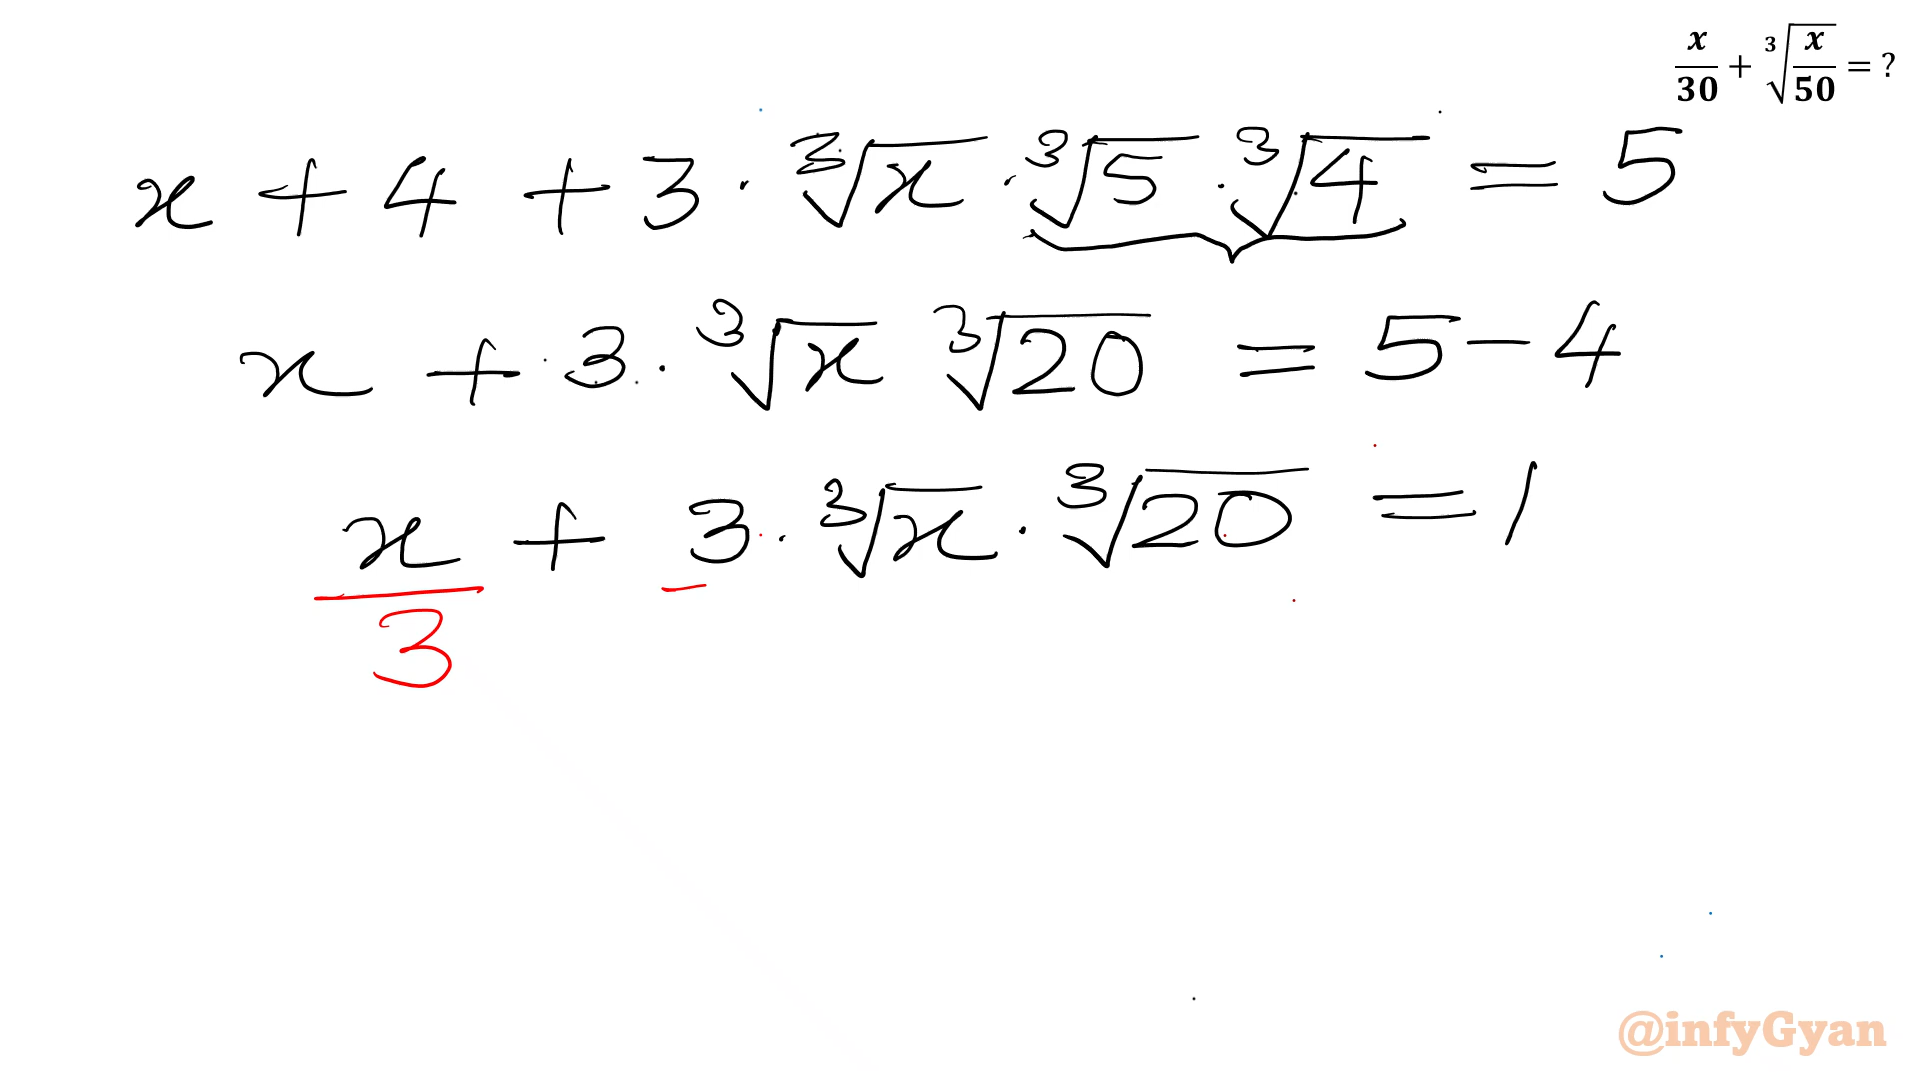 x/30 + ∛(x/50) = ?
x + 4 + 3 · ∛x · ∛5 · ∛4 = 5
x + 3 · ∛x ∛20 = 5 - 4
x + 3 · ∛x · ∛20 = 1
3
@infyGyan